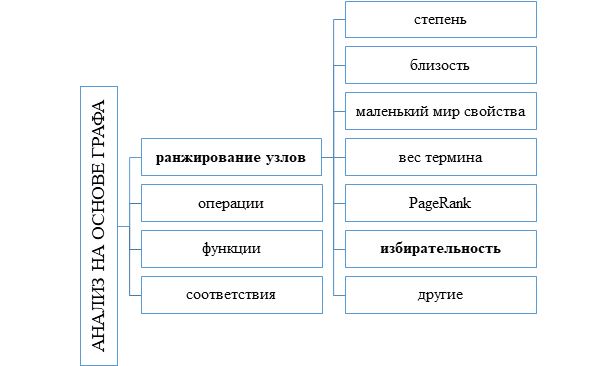 АНАЛИЗ НА ОСНОВЕ ГРАФА
ранжирование узлов
операции
функции
соответствия
степень
близость
маленький мир свойства
вес термина
PageRank
избирательность
другие